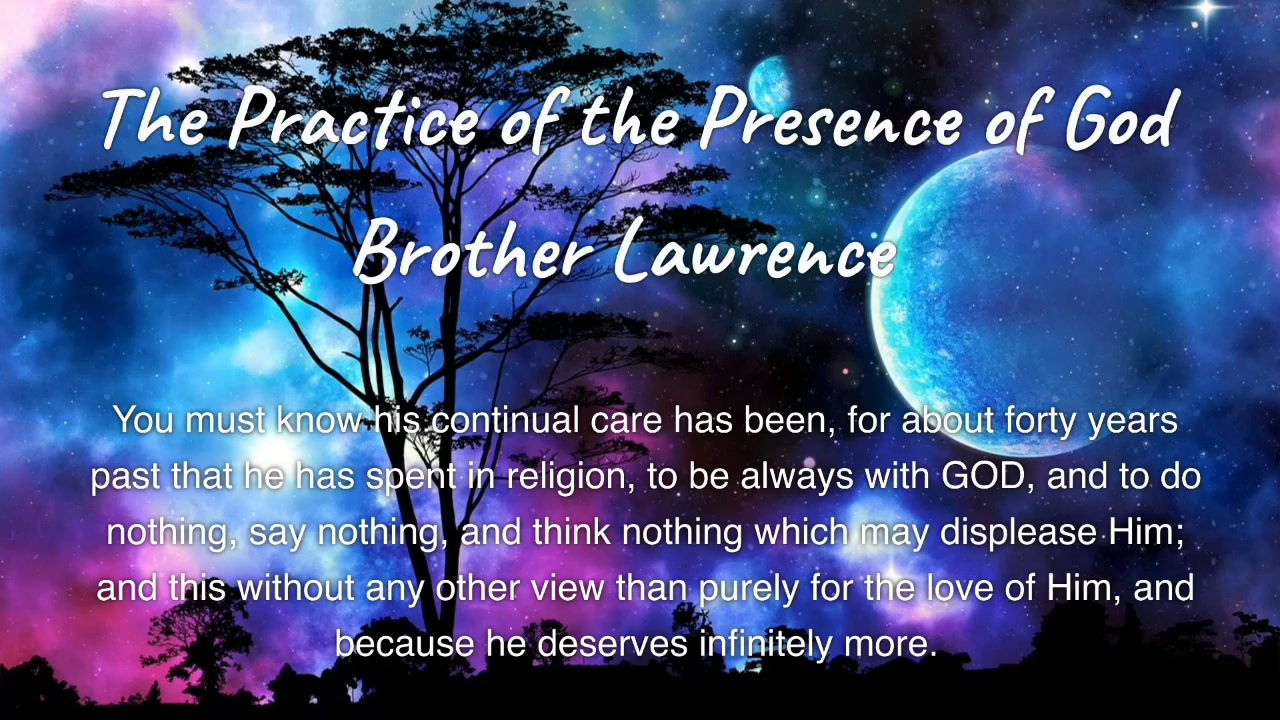 The Practice of the Presence of God
Brother Lawrence
You must know his continual care has been, for about forty years
past that he has spent in religion, to be always with GOD, and to do
nothing, say nothing, and think nothing which may displease Him;
and this without any other view than purely for the love of Him, and
because he deserves infinitely more.